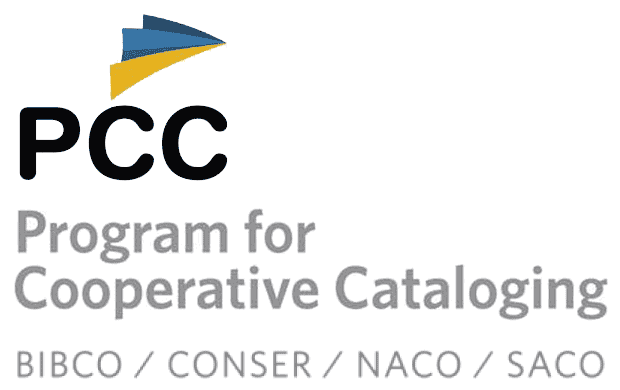 PCC
Program for
Cooperative Cataloging
BIBCO / CONSER / NACO / SACO